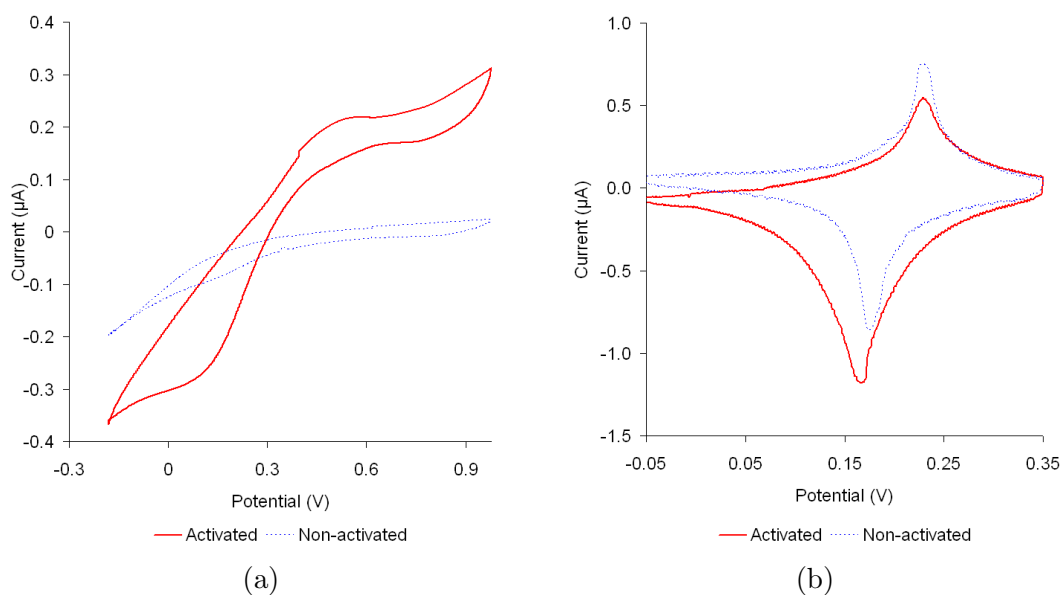 0.4
0.3
0.2
0.1
0
-0.1
-0.2
-0.3
-0.4
Current (µA)
-0.3 0 0.3 0.6 0.9
Potential (V)
Activated Non-activated
(a)
1.0
0.5
0.0
-0.5
-1.0
-1.5
Current (µA)
-0.05 0.05 0.15 0.25 0.35
Potential (V)
Activated Non-activated
(b)